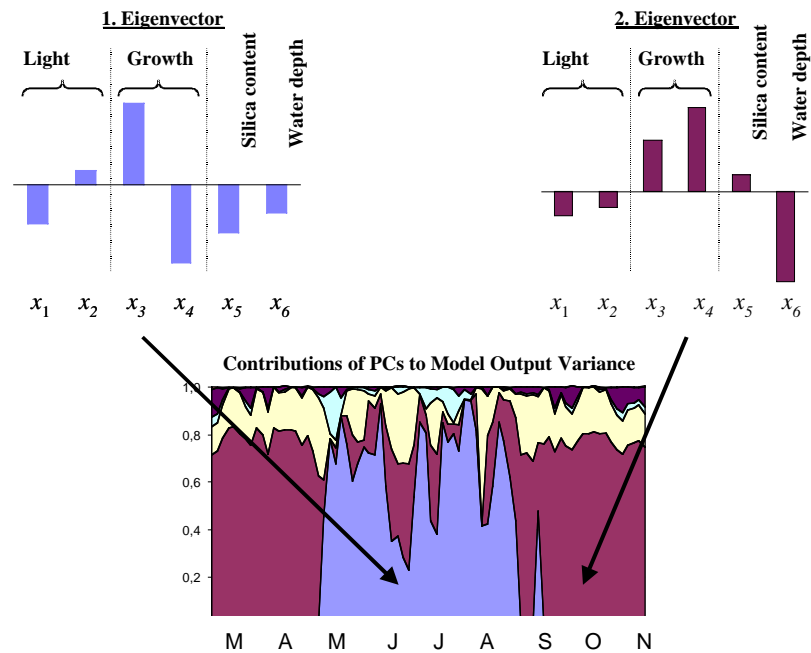 1. Eigenvector
Light
Growth
Silica content
Water depth
x1 x2 x3 x4 x5 x6
2. Eigenvector
Light
Growth
Silica content
Water depth
x1 x2 x3 x4 x5 x6
Contributions of PCs to Model Output Variance
1,0
0,8
0,6
0,4
0,2
M A M J J A S O N